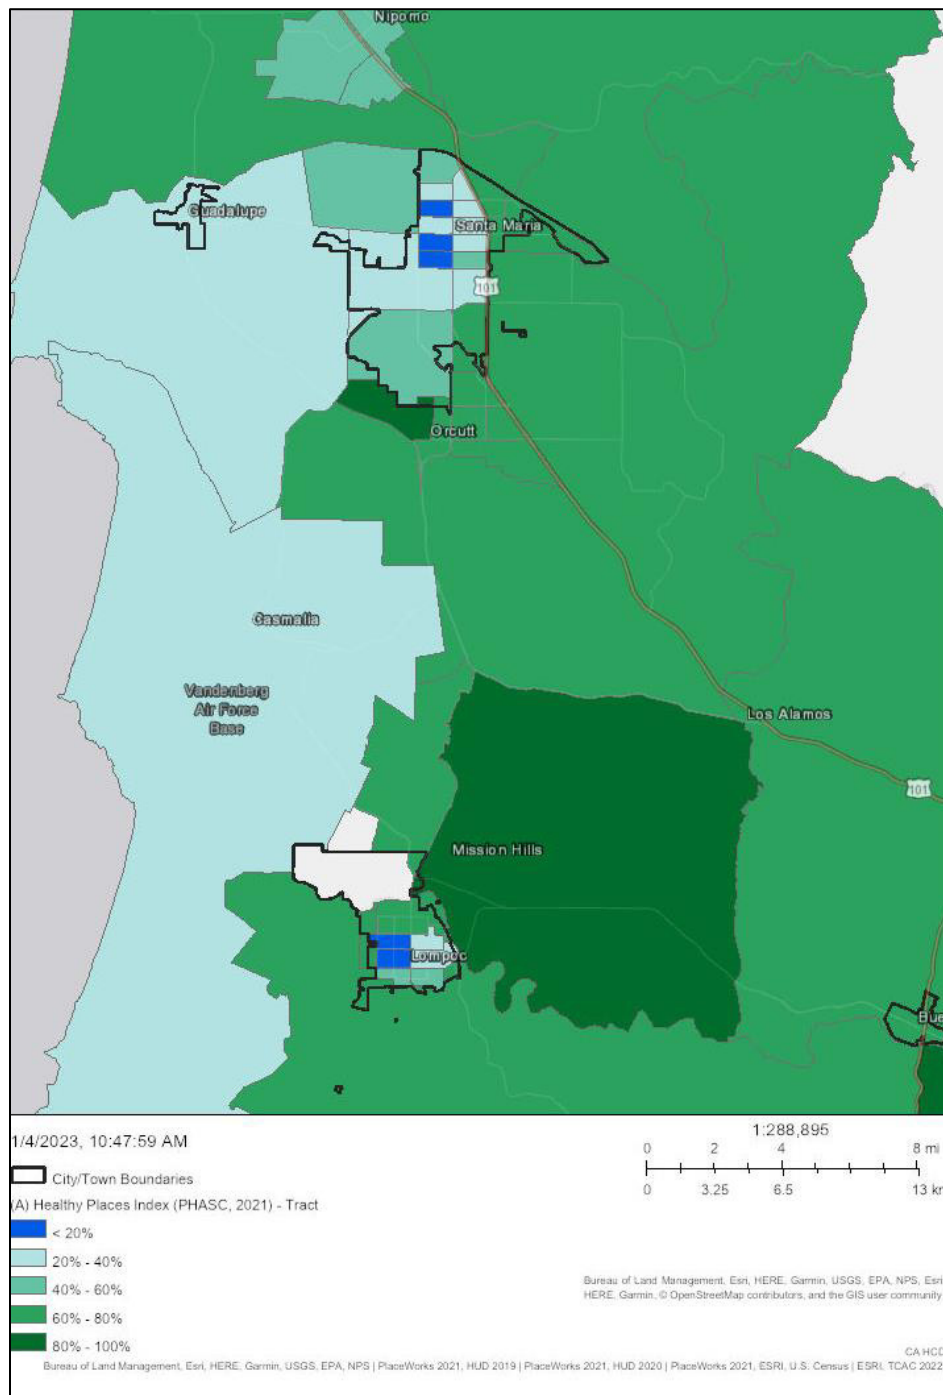 Nipomo
Guadalupe
Santa Maria
101
Orcutt
Casmalia
Vandenberg
Air Force
Base
Los Alamos
101
Mission Hills
Lompoc
Bue
1/4/2023, 10:47:59 AM
1:288,895
0 2 4 8 mi
0 3.25 6.5 13 km
City/Town Boundaries
(A) Healthy Places Index (PHASC, 2021) - Tract
< 20%
20% - 40%
40% - 60%
60% - 80%
80% - 100%
Bureau of Land Management, Esri, HERE, Garmin, USGS, EPA, NPS, Esri,
HERE, Garmin, © OpenStreetMap contributors, and the GIS user community
CA HCD
Bureau of Land Management, Esri, HERE, Garmin, USGS, EPA, NPS | PlaceWorks 2021, HUD 2019 | PlaceWorks 2021, HUD 2020 | PlaceWorks 2021, ESRI, U.S. Census | ESRI, TCAC 2022